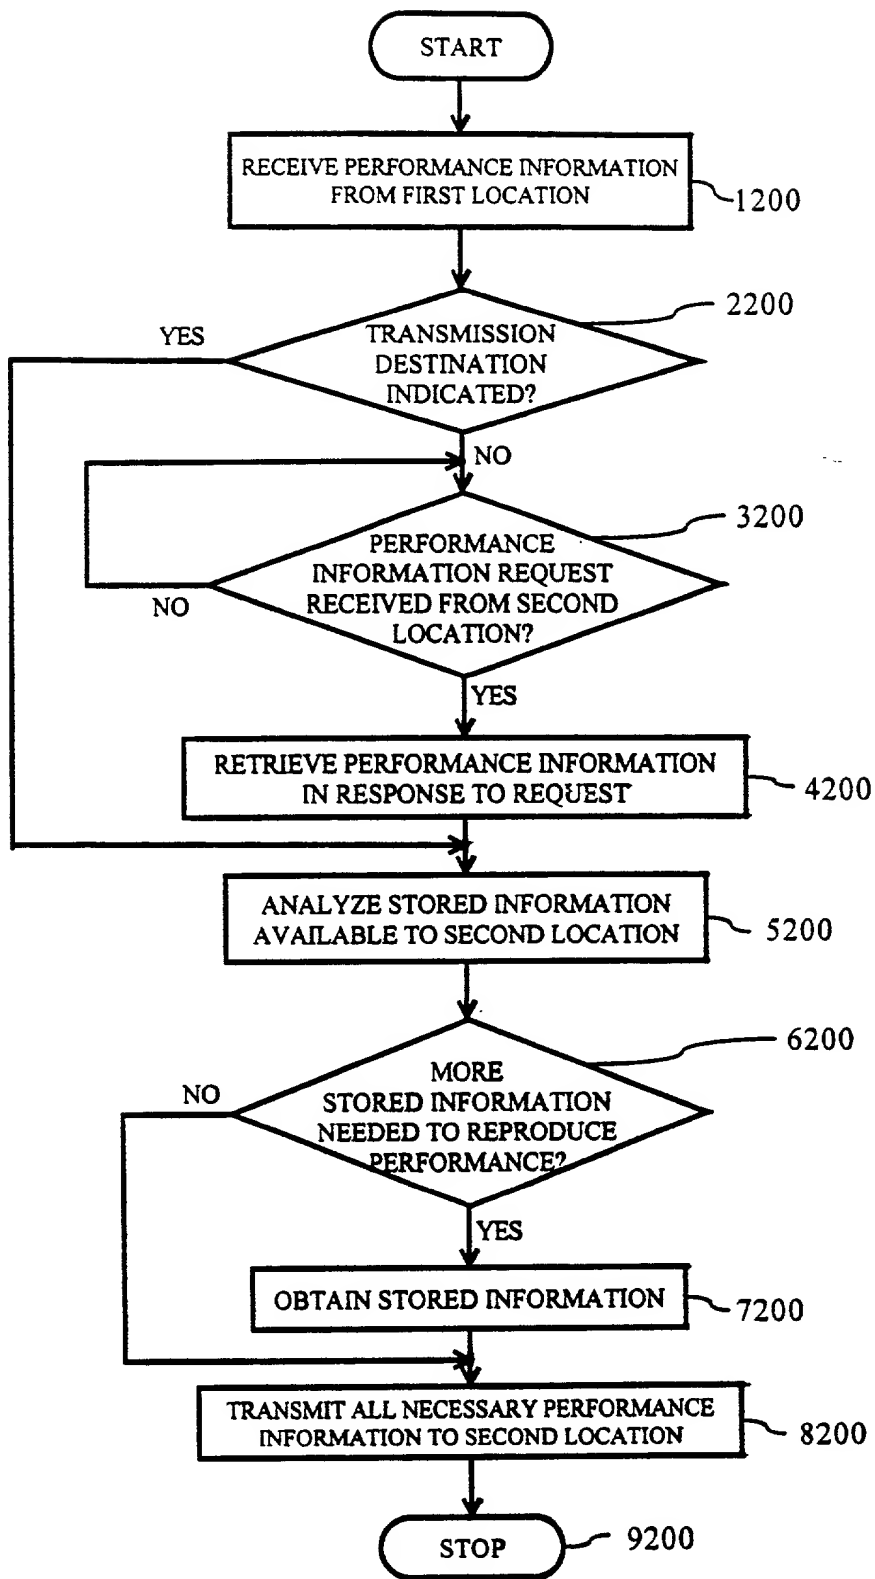 START
RECEIVE PERFORMANCE INFORMATION
FROM FIRST LOCATION
1200
2200
YES
TRANSMISSION
DESTINATION
INDICATED?
NO
3200
PERFORMANCE
INFORMATION REQUEST
RECEIVED FROM SECOND
LOCATION?
NO
YES
RETRIEVE PERFORMANCE INFORMATION
IN RESPONSE TO REQUEST
4200
ANALYZE STORED INFORMATION
AVAILABLE TO SECOND LOCATION
5200
6200
NO
MORE
STORED INFORMATION
NEEDED TO REPRODUCE
PERFORMANCE?
YES
OBTAIN STORED INFORMATION
7200
TRANSMIT ALL NECESSARY PERFORMANCE
INFORMATION TO SECOND LOCATION
8200
STOP
9200